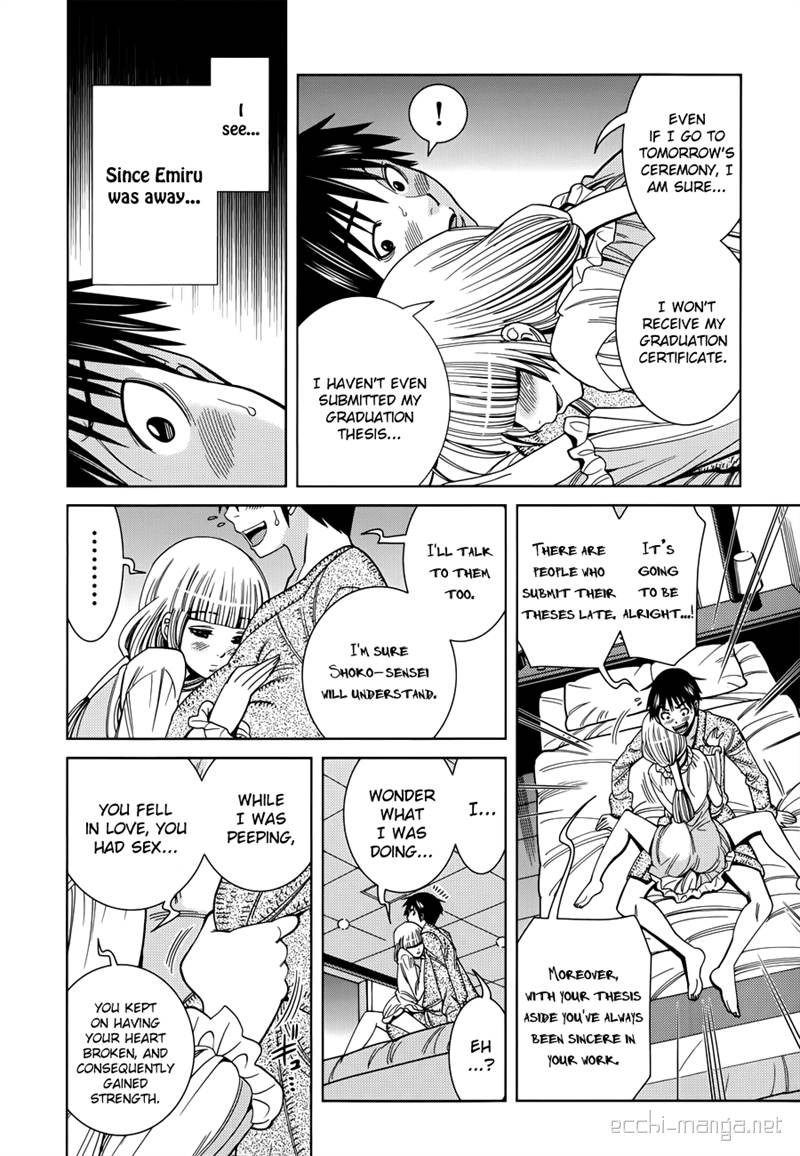 EVEN
IF I GO TO
TOMORROW'S
CEREMONY, I
AM SURE...
I WON'T
RECEIVE MY
GRADUATION
CERTIFICATE.
!
I HAVEN'T EVEN
SUBMITTED MY
GRADUATION
THESIS...
I
see...
Since Emiru
was away...
IT'S
GOING
TO BE
ALRIGHT...!
THERE ARE
PEOPLE WHO
SUBMIT THEIR
THESES LATE.
MOREOVER,
WITH YOUR THESIS
ASIDE YOU'VE ALWAYS
BEEN SINCERE IN
YOUR WORK.
I'LL TALK
TO THEM
TOO.
I'M SURE
SHOKO-SENSEI
WILL UNDERSTAND.
.......
I...
WONDER
WHAT
I WAS
DOING...
EH
...?
WHILE
I WAS
PEEPING,
YOU FELL
IN LOVE, YOU
HAD SEX...
YOU KEPT
ON HAVING
YOUR HEART
BROKEN, AND
CONSEQUENTLY
GAINED
STRENGTH.
ギュ...
ecchi-manga.net